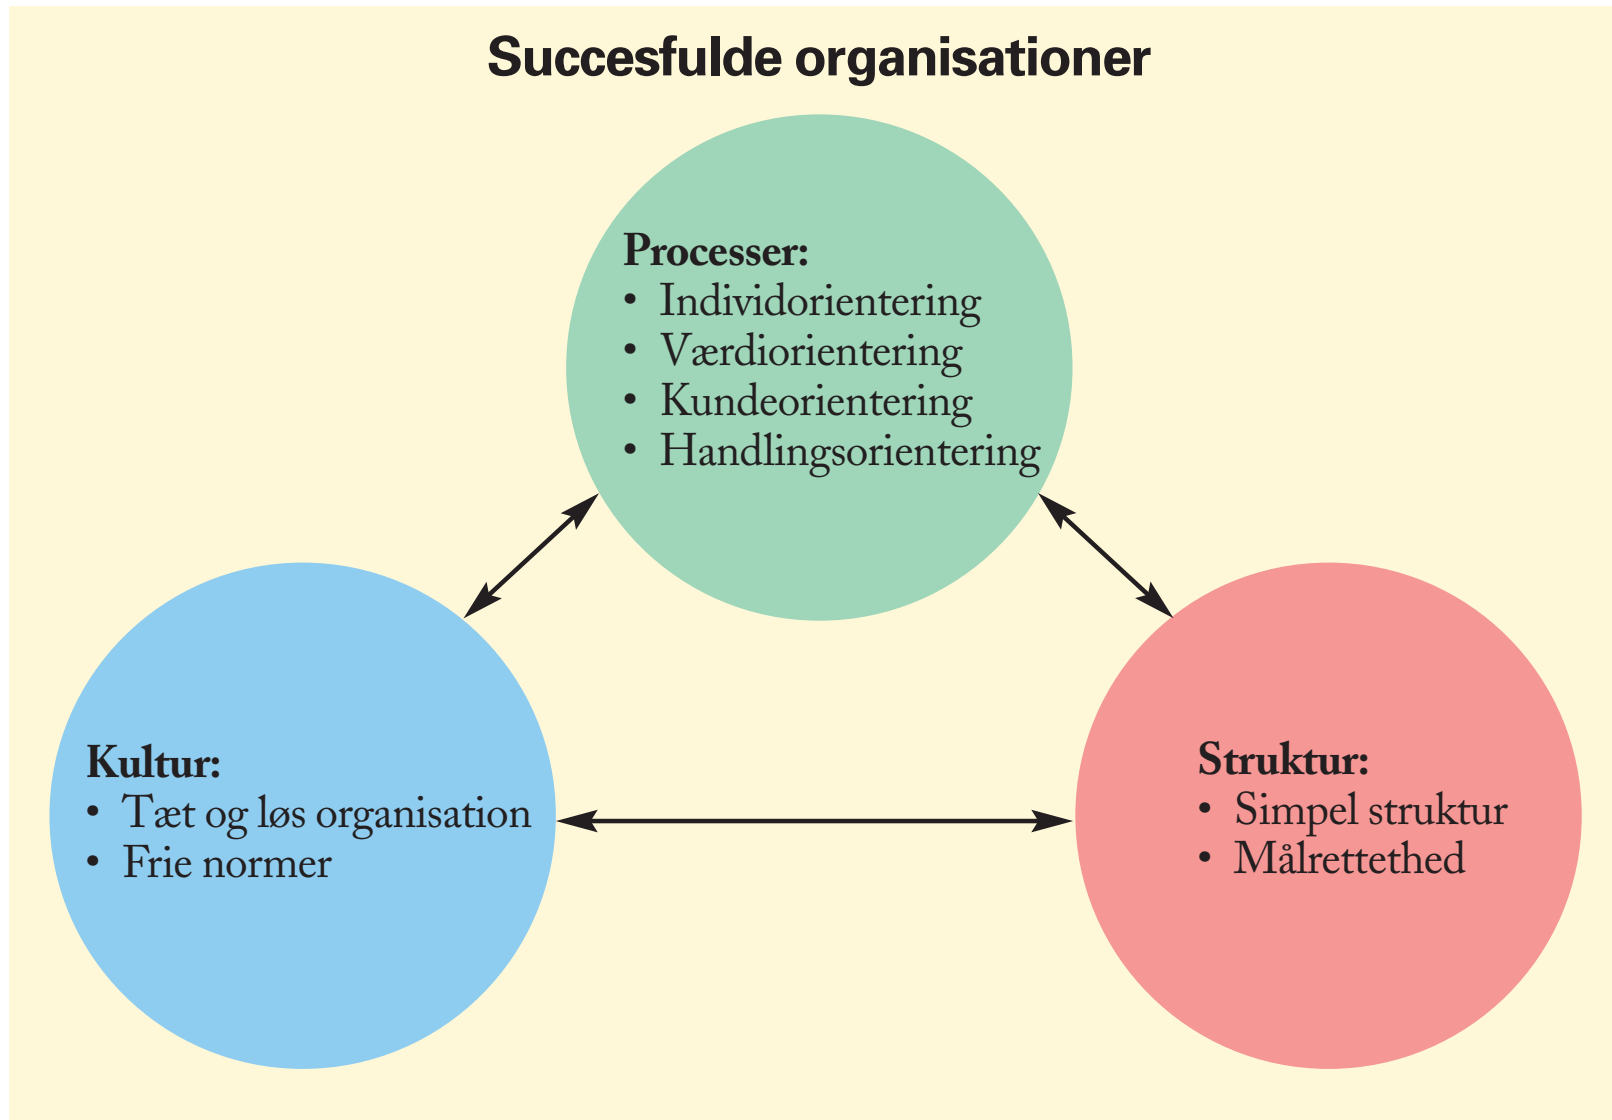 Succesfulde organisationer
Processer:
• Individorientering
• Værdiorientering
• Kundeorientering
• Handlingsorientering
Kultur:
• Tæt og løs organisation
• Frie normer
Struktur:
• Simpel struktur
• Målrettethed